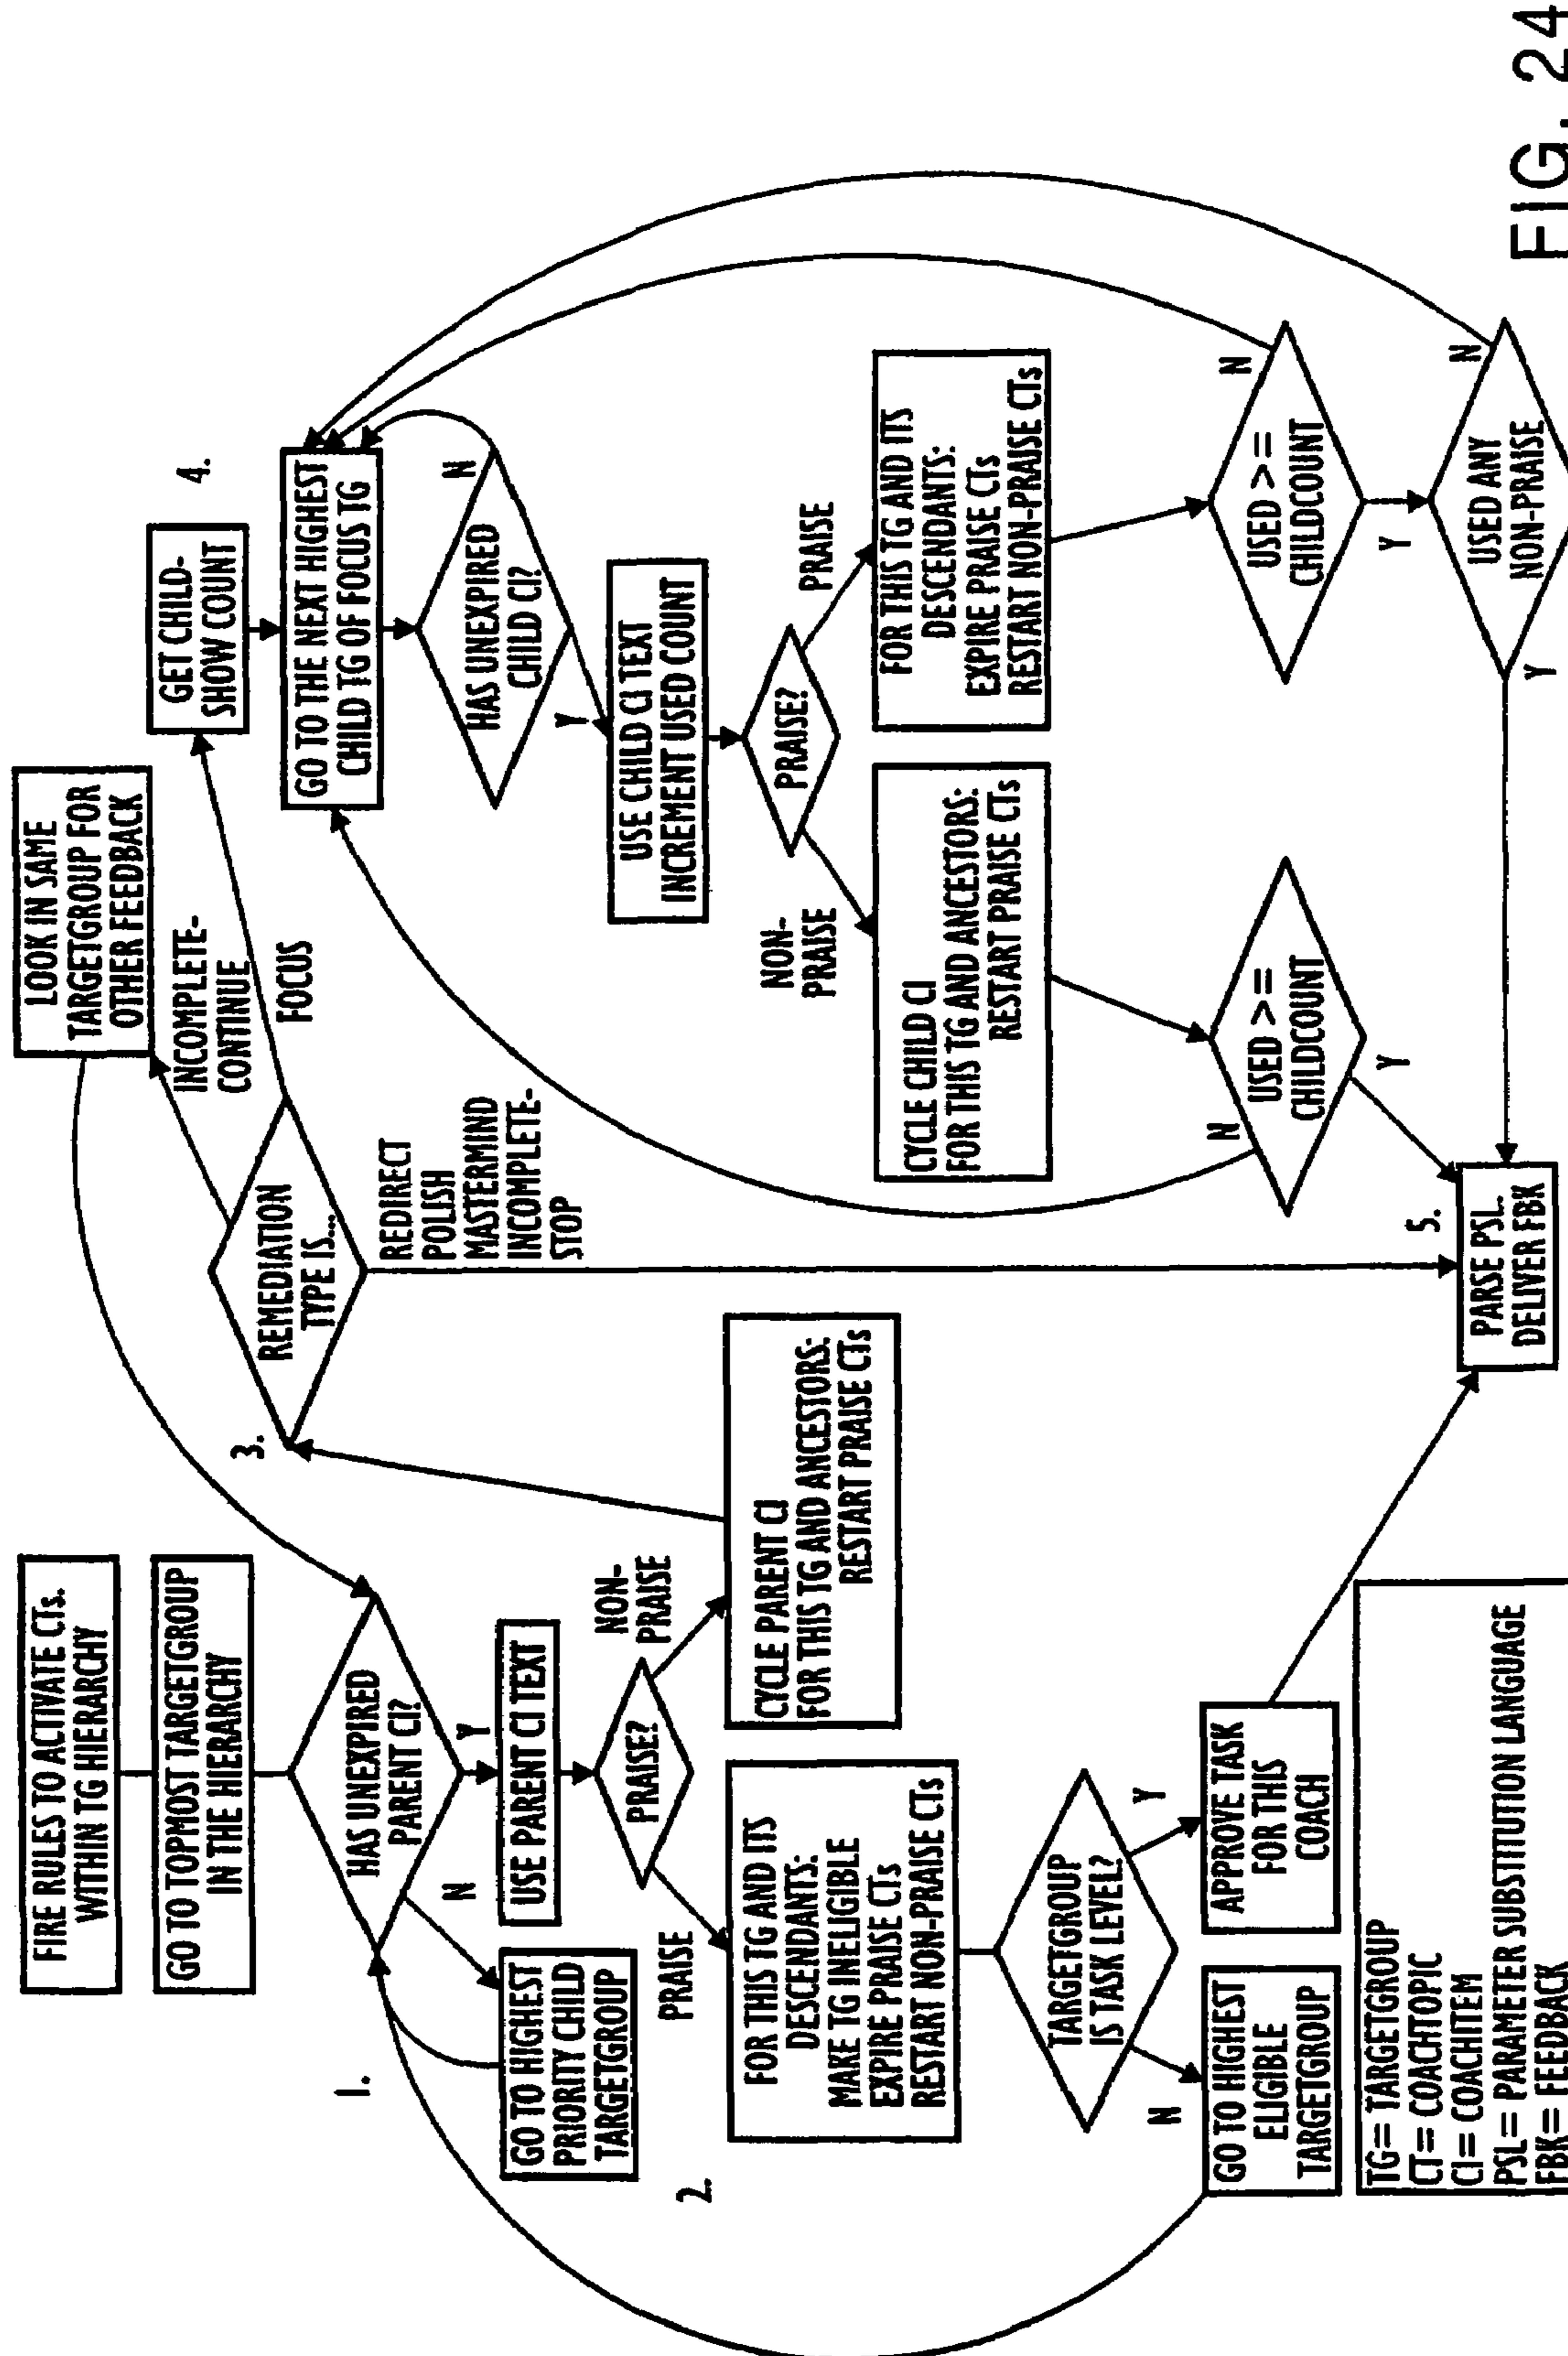 FIRE RULES TO ACTIVATE CTs.
WITHIN TG HIERARCHY
GO TO TOPMOST TARGETGROUP
IN THE HIERARCHY
1.
HAS UNEXPIRED
PARENT CI?
N
Y
GO TO HIGHEST
PRIORITY CHILD
TARGETGROUP
USE PARENT CI TEXT
2.
PRAISE?
PRAISE
NON-
PRAISE
FOR THIS TG AND ITS
DESCENDANTS:
MAKE TG INELIGIBLE
EXPIRE PRAISE CTs
RESTART NON-PRAISE CTs
CYCLE PARENT CI
FOR THIS TG AND ANCESTORS:
RESTART PRAISE CTs
TARGETGROUP
IS TASK LEVEL?
N
Y
GO TO HIGHEST
ELIGIBLE
TARGETGROUP
APPROVE TASK
FOR THIS
COACH
TG= TARGETGROUP
CT= COACHTOPIC
CI= COACHITEM
PSL= PARAMETER SUBSTITUTION LANGUAGE
FBK= FEEDBACK
3.
REMEDIATION
TYPE IS...
LOOK IN SAME
TARGETGROUP FOR
OTHER FEEDBACK
INCOMPLETE-
CONTINUE
FOCUS
REDIRECT
POLISH
MASTERMIND
INCOMPLETE-
STOP
GET CHILD-
SHOW COUNT
4.
GO TO THE NEXT HIGHEST
CHILD TG OF FOCUS TG
HAS UNEXPIRED
CHILD CI?
N
Y
USE CHILD CI TEXT
INCREMENT USED COUNT
PRAISE?
NON-
PRAISE
PRAISE
CYCLE CHILD CI
FOR THIS TG AND ANCESTORS:
RESTART PRAISE CTs
FOR THIS TG AND ITS
DESCENDANTS:
EXPIRE PRAISE CTs
RESTART NON-PRAISE CTs
USED >=
CHILDCOUNT
N
Y
USED >=
CHILDCOUNT
N
Y
USED ANY
NON-PRAISE
N
Y
5.
PARSE PSL.
DELIVER FBK
FIG. 24